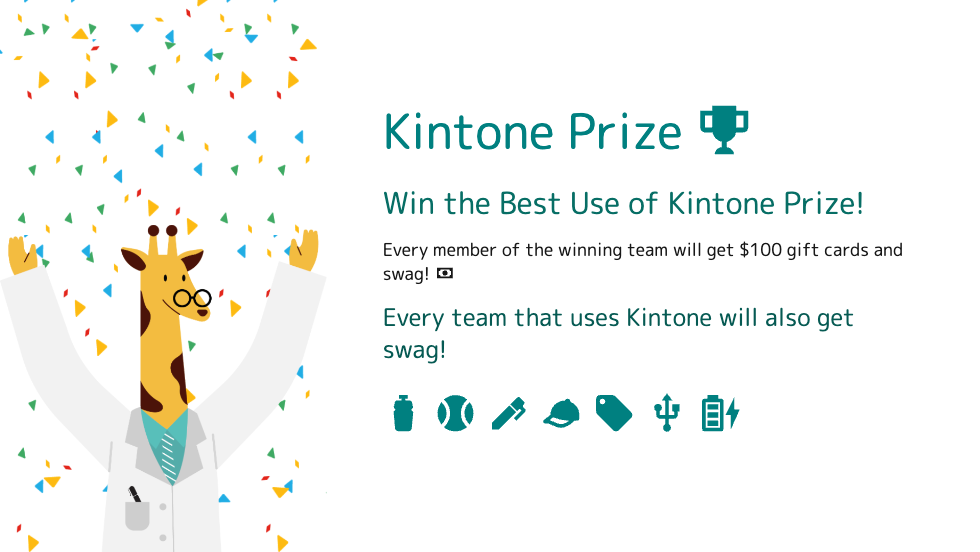 Kintone Prize
Win the Best Use of Kintone Prize!
Every member of the winning team will get $100 gift cards and
swag!
Every team that uses Kintone will also get
swag!